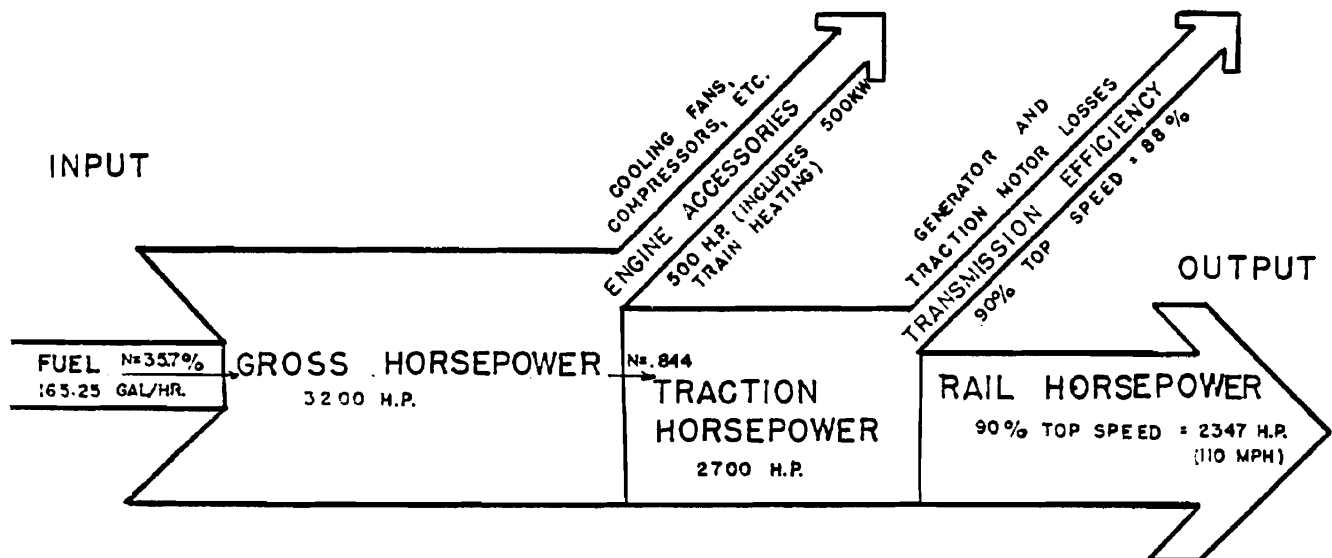 INPUT
FUEL N=35.7%
165.25 GAL/HR.
GROSS HORSEPOWER
3200 H.P.
COOLING FANS,
COMPRESSORS, ETC.
ENGINE ACCESSORIES
500 H.P. (INCLUDES 500KW
TRAIN HEATING)
N=.844
TRACTION
HORSEPOWER
2700 H.P.
GENERATOR AND
TRACTION MOTOR LOSSES
TRANSMISSION EFFICIENCY
90% TOP SPEED = 88%
OUTPUT
RAIL HORSEPOWER
90% TOP SPEED = 2347 H.P.
(110 MPH)